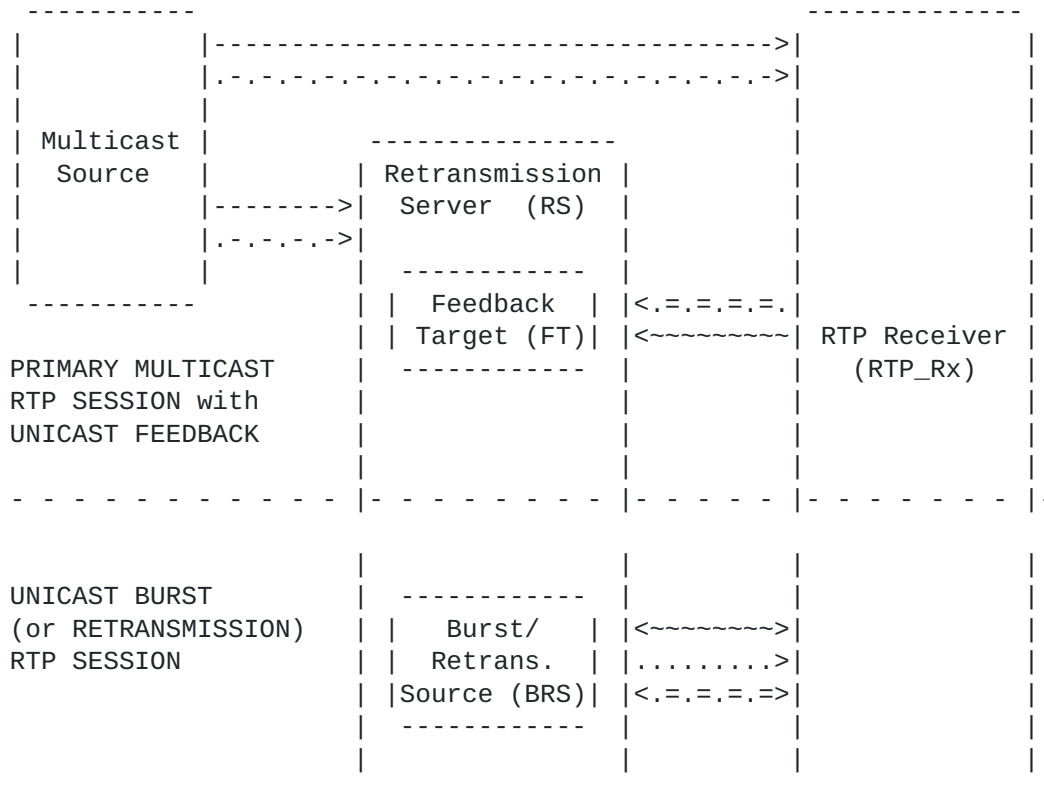 Multicast
Source
Retransmission
Server (RS)
Feedback
Target (FT)
RTP Receiver
(RTP_Rx)
PRIMARY MULTICAST
RTP SESSION with
UNICAST FEEDBACK
UNICAST BURST
(or RETRANSMISSION)
RTP SESSION
Burst/
Retrans.
Source (BRS)